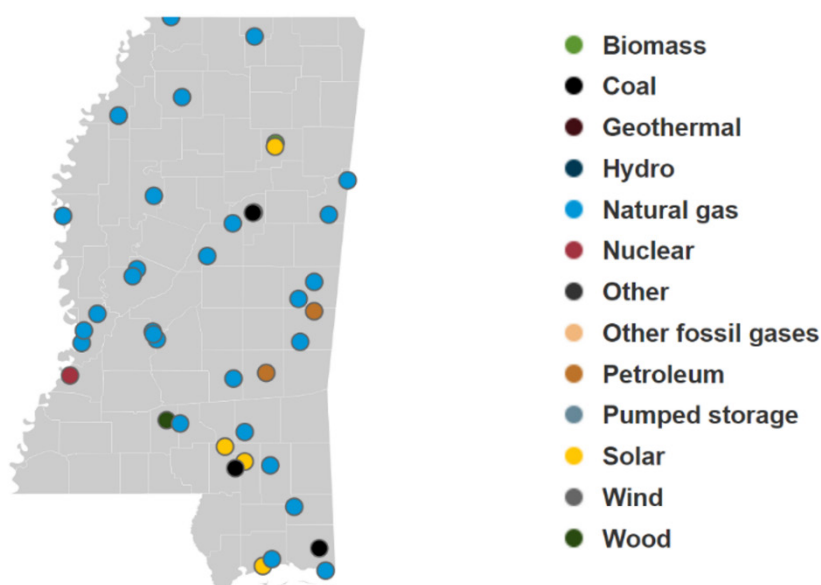 Biomass
Coal
Geothermal
Hydro
Natural gas
Nuclear
Other
Other fossil gases
Petroleum
Pumped storage
Solar
Wind
Wood